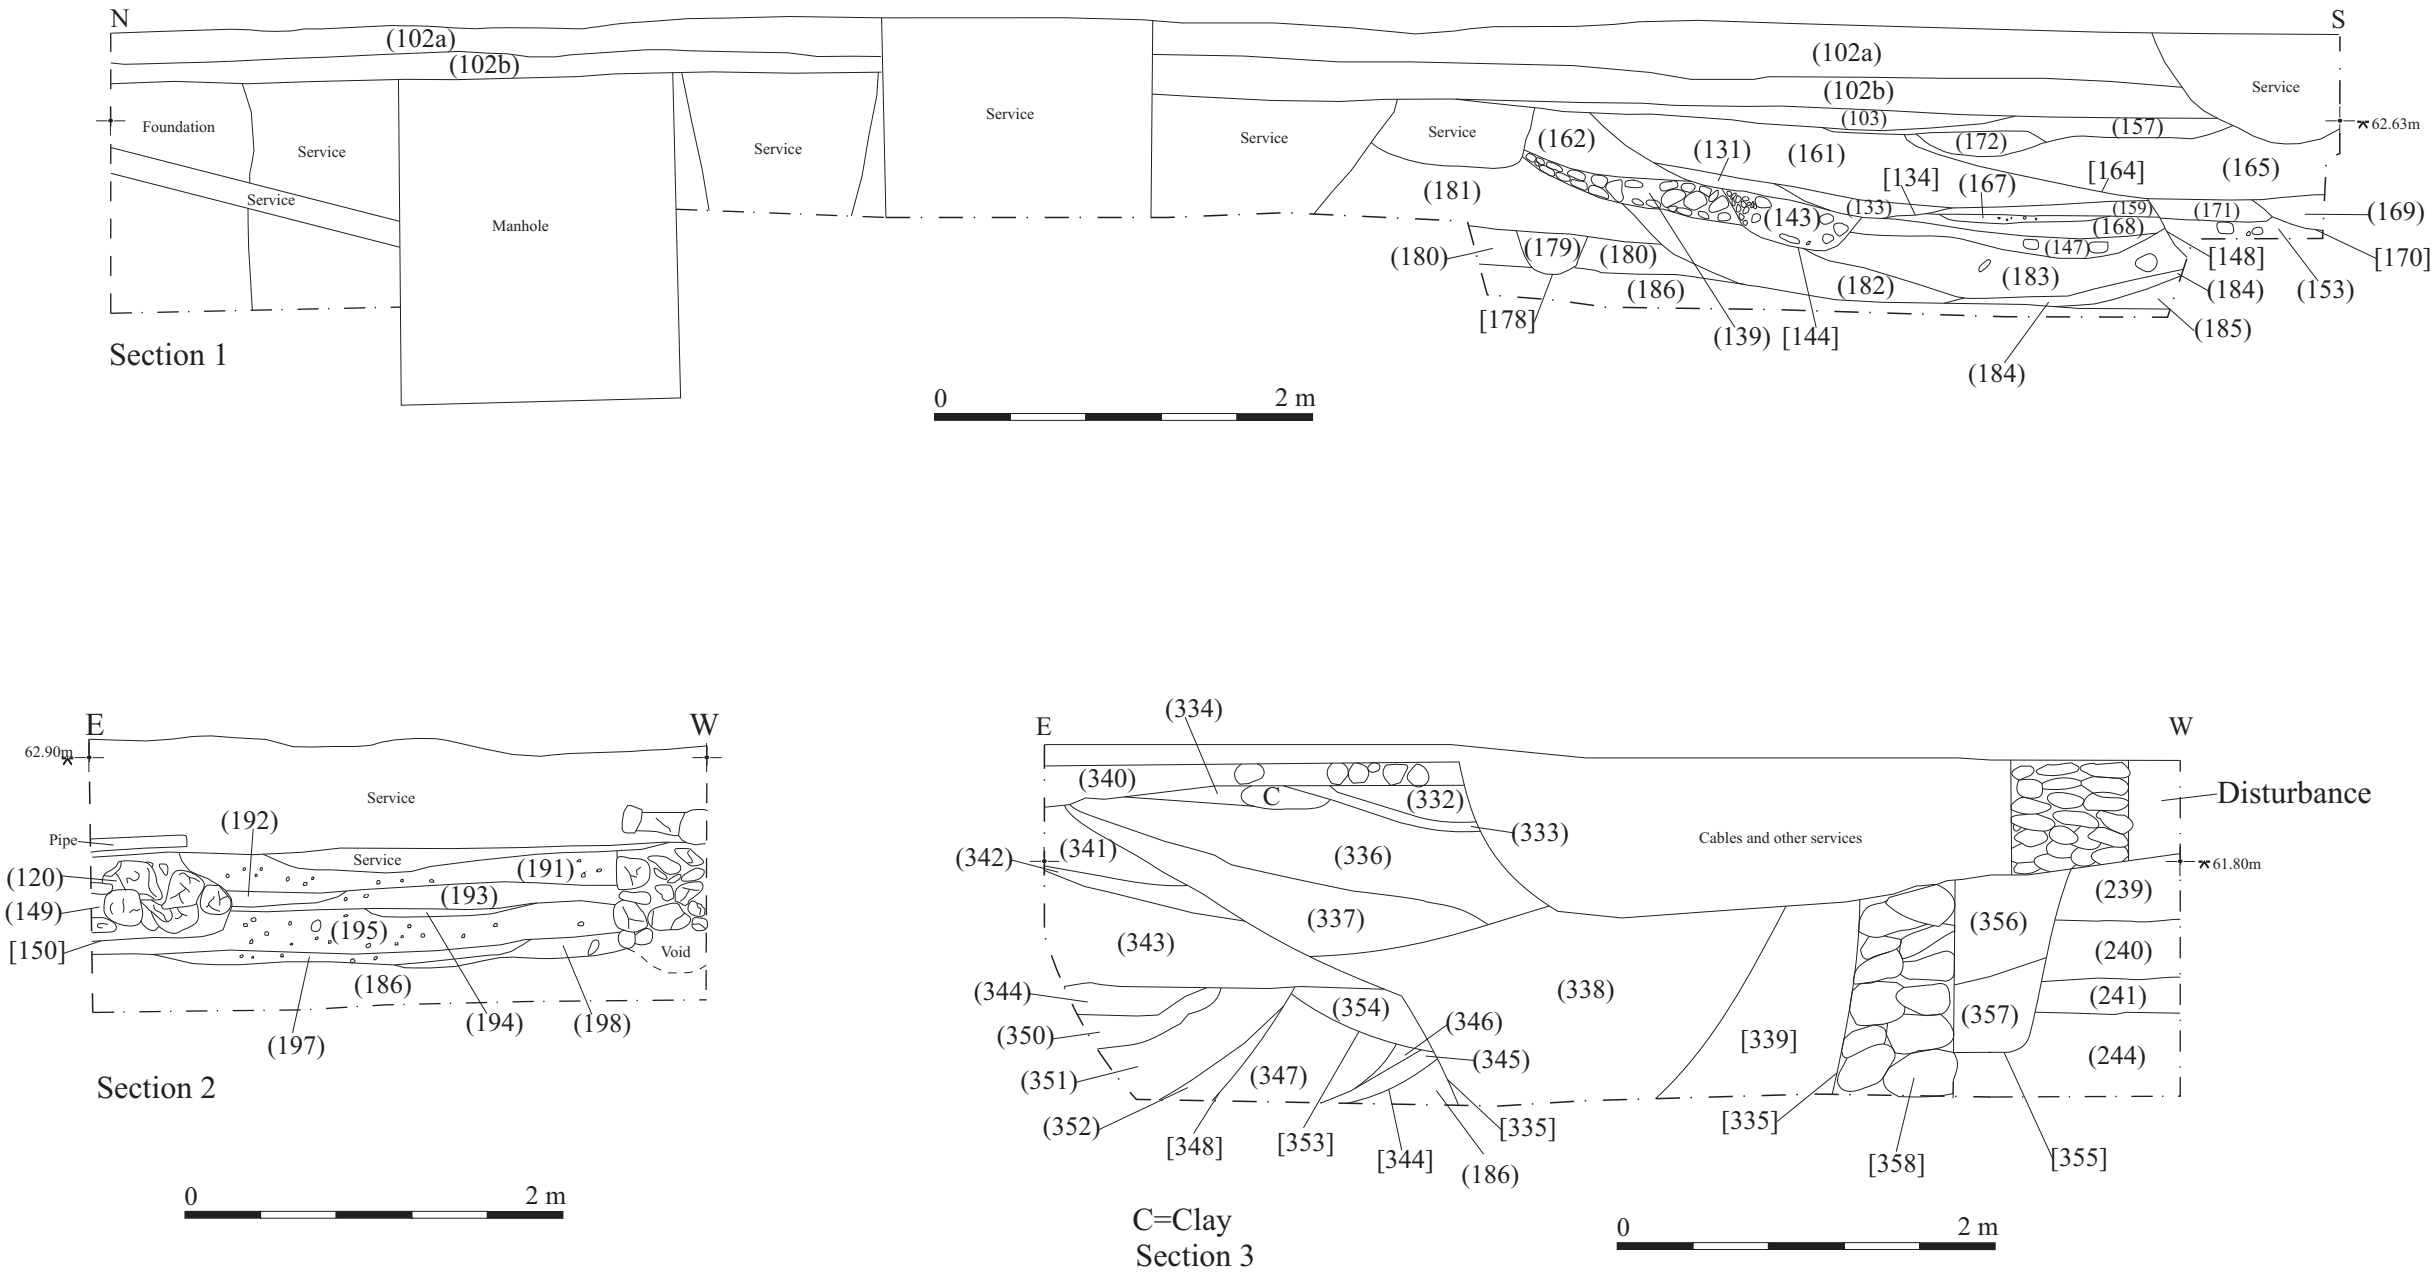 N
S
(102a)
(102b)
(102a)
(102b)
Service
Service
Foundation
Service
Service
Service
Service
Service
Manhole
(103)
(157)
62.63m
(162)
(172)
(131)
(161)
(165)
[164]
[134]
(167)
(181)
(143)
(133)
(159)
(171)
(169)
(168)
(180)
(179)
(180)
(147)
[148]
[170]
(186)
(182)
(183)
(184)
(153)
[178]
(139)
[144]
(185)
(184)
Section 1
0
2 m
E
W
62.90m
Service
Pipe
(192)
Service
(191)
(120)
(193)
(149)
(195)
[150]
Void
(186)
(197)
(194)
(198)
Section 2
0
2 m
(334)
E
W
(340)
C
(332)
Disturbance
(333)
Cables and other services
(342)
(341)
(336)
61.80m
(239)
(337)
(356)
(343)
(240)
(344)
(338)
(241)
(354)
(350)
(346)
(357)
[339]
(345)
(244)
(351)
(347)
(352)
[335]
[335]
[348]
[353]
[344]
(186)
[358]
[355]
C=Clay
Section 3
0
2 m